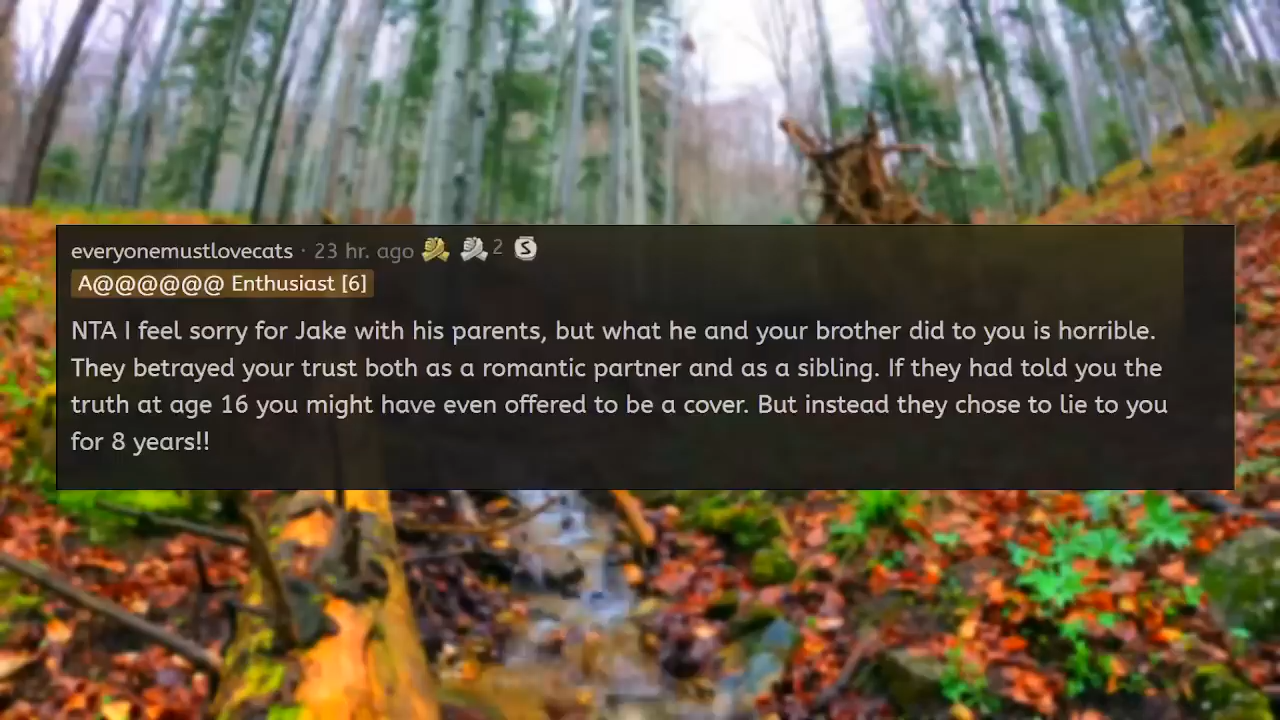 everyonemustlovecats · 23 hr. ago 2
A@@@@@@ Enthusiast [6]
NTA I feel sorry for Jake with his parents, but what he and your brother did to you is horrible.
They betrayed your trust both as a romantic partner and as a sibling. If they had told you the
truth at age 16 you might have even offered to be a cover. But instead they chose to lie to you
for 8 years!!